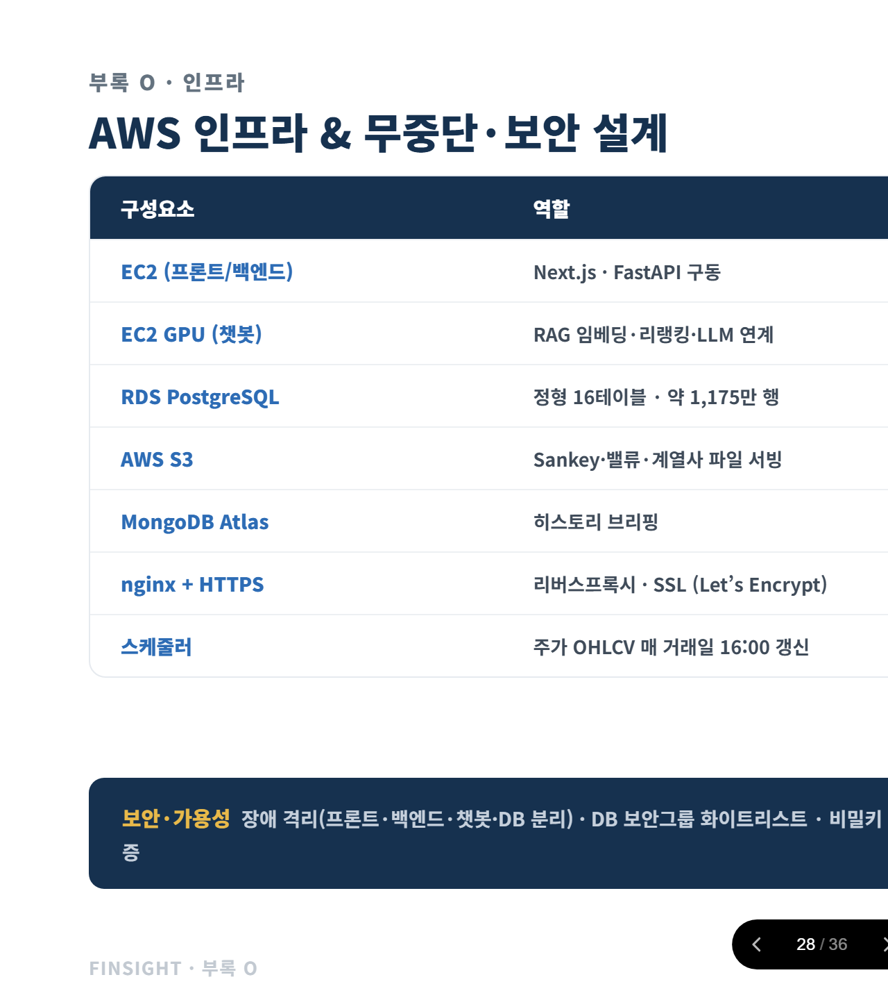 부록 O · 인프라
AWS 인프라 & 무중단·보안 설계
구성요소 역할
EC2 (프론트/백엔드) Next.js · FastAPI 구동
EC2 GPU (챗봇) RAG 임베딩·리랭킹·LLM 연계
RDS PostgreSQL 정형 16테이블 · 약 1,175만 행
AWS S3 Sankey·밸류·계열사 파일 서빙
MongoDB Atlas 히스토리 브리핑
nginx + HTTPS 리버스프록시 · SSL (Let’s Encrypt)
스케줄러 주가 OHLCV 매 거래일 16:00 갱신
보안·가용성 장애 격리(프론트·백엔드·챗봇·DB 분리) · DB 보안그룹 화이트리스트 · 비밀키
증
28 / 36
FINSIGHT · 부록 O